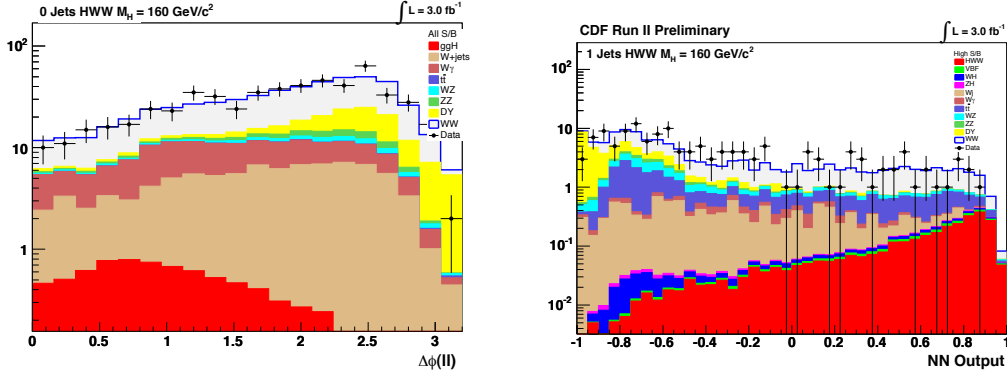 0 Jets HWW M_H = 160 GeV/c²
∫ L = 3.0 fb⁻¹
All S/B
ggH
W+jets
Wγ
tt̄
WZ
ZZ
DY
WW
Data
10²
10
1
0 0.5 1 1.5 2 2.5 3
Δϕ(ll)
CDF Run II Preliminary
∫ L = 3.0 fb⁻¹
1 Jets HWW M_H = 160 GeV/c²
High S/B
HWW
VBF
WH
ZH
Wj
Wγ
tt̄
WZ
ZZ
DY
WW
Data
10²
10
1
10⁻¹
10⁻²
-1 -0.8 -0.6 -0.4 -0.2 0 0.2 0.4 0.6 0.8 1
NN Output